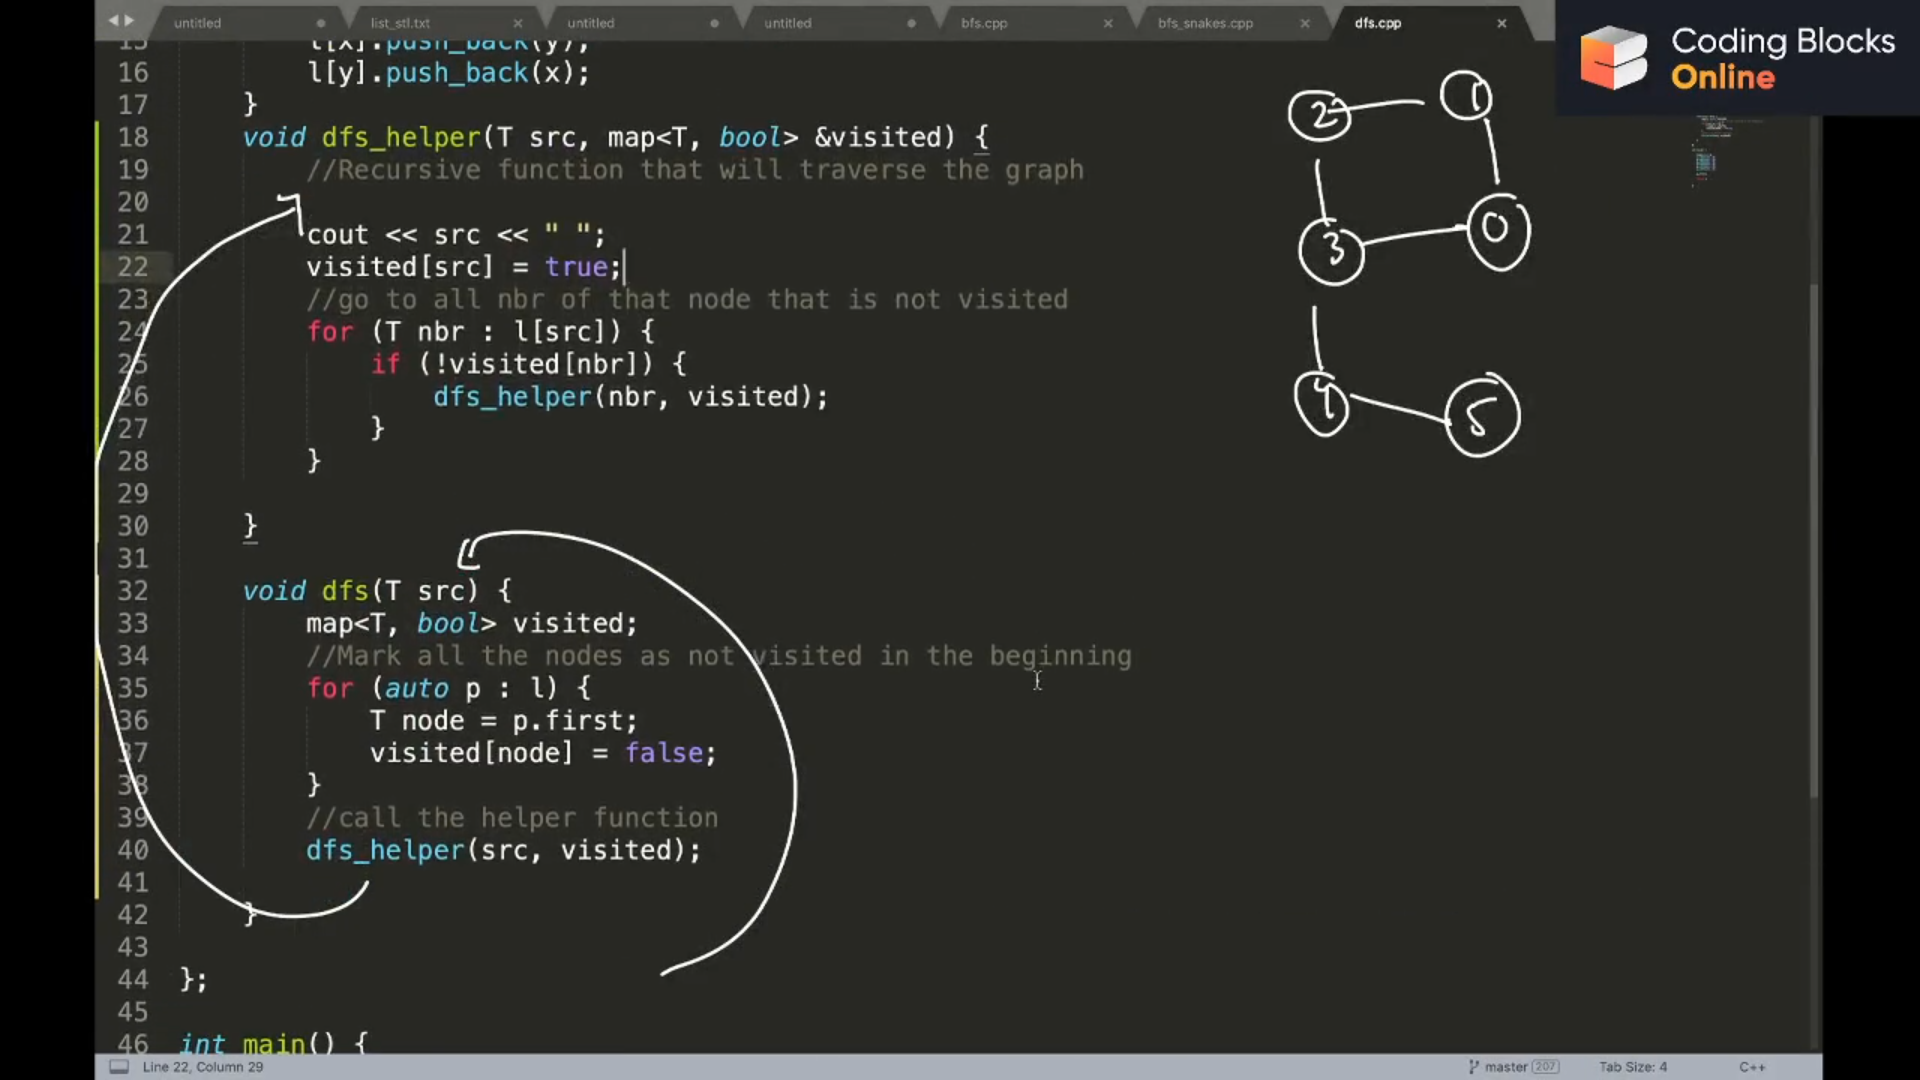 untitled list_stl.txt untitled untitled bfs.cpp bfs_snakes.cpp dfs.cpp
Coding Blocks
Online
15 l[x].push_back(y);
16 l[y].push_back(x);
17 }
18 void dfs_helper(T src, map<T, bool> &visited) {
19 //Recursive function that will traverse the graph
20
21 cout << src << " ";
22 visited[src] = true;
23 //go to all nbr of that node that is not visited
24 for (T nbr : l[src]) {
25 if (!visited[nbr]) {
26 dfs_helper(nbr, visited);
27 }
28 }
29
30 }
31
32 void dfs(T src) {
33 map<T, bool> visited;
34 //Mark all the nodes as not visited in the beginning
35 for (auto p : l) {
36 T node = p.first;
37 visited[node] = false;
38 }
39 //call the helper function
40 dfs_helper(src, visited);
41
42 }
43
44 };
45
46 int main() {
2 1
3 0
4 5
Line 22, Column 29 master 207 Tab Size: 4 C++